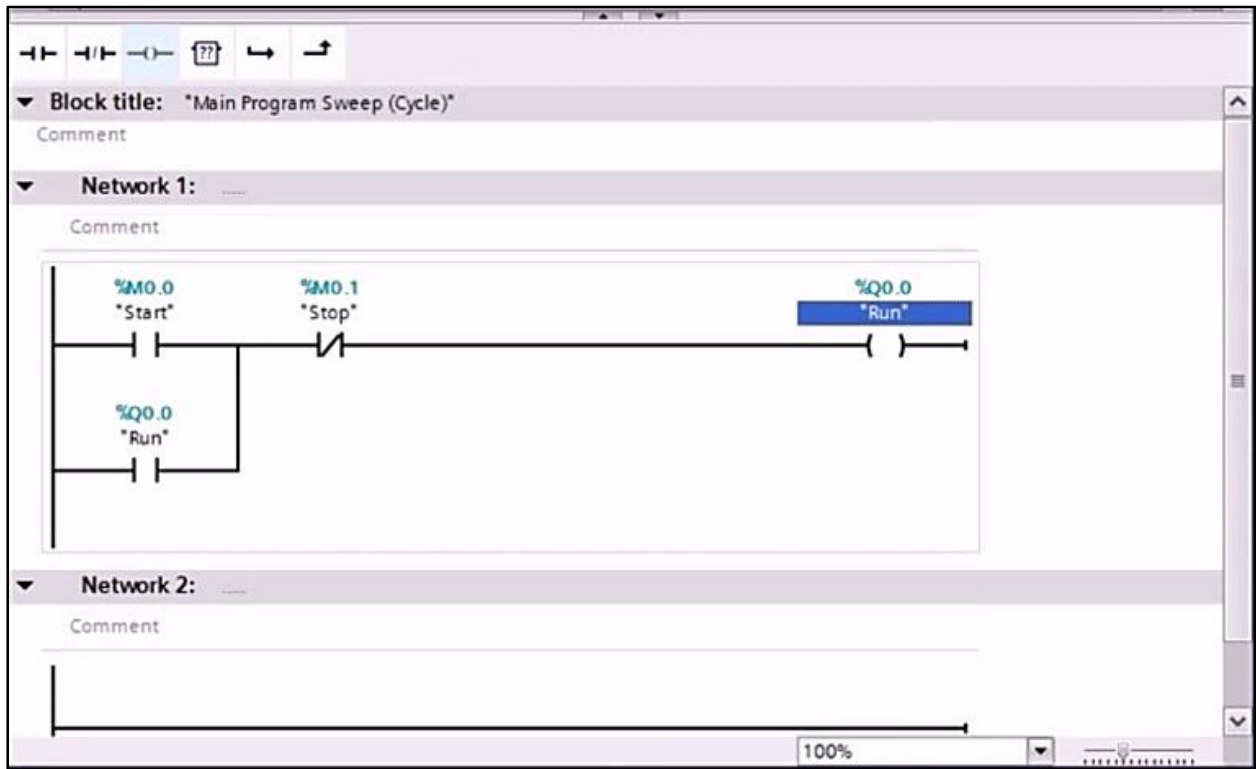 ??
Block title: "Main Program Sweep (Cycle)"
Comment
Network 1: .....
Comment
%M0.0 %M0.1 %Q0.0
"Start" "Stop" "Run"
%Q0.0
"Run"
Network 2: .....
Comment
100%